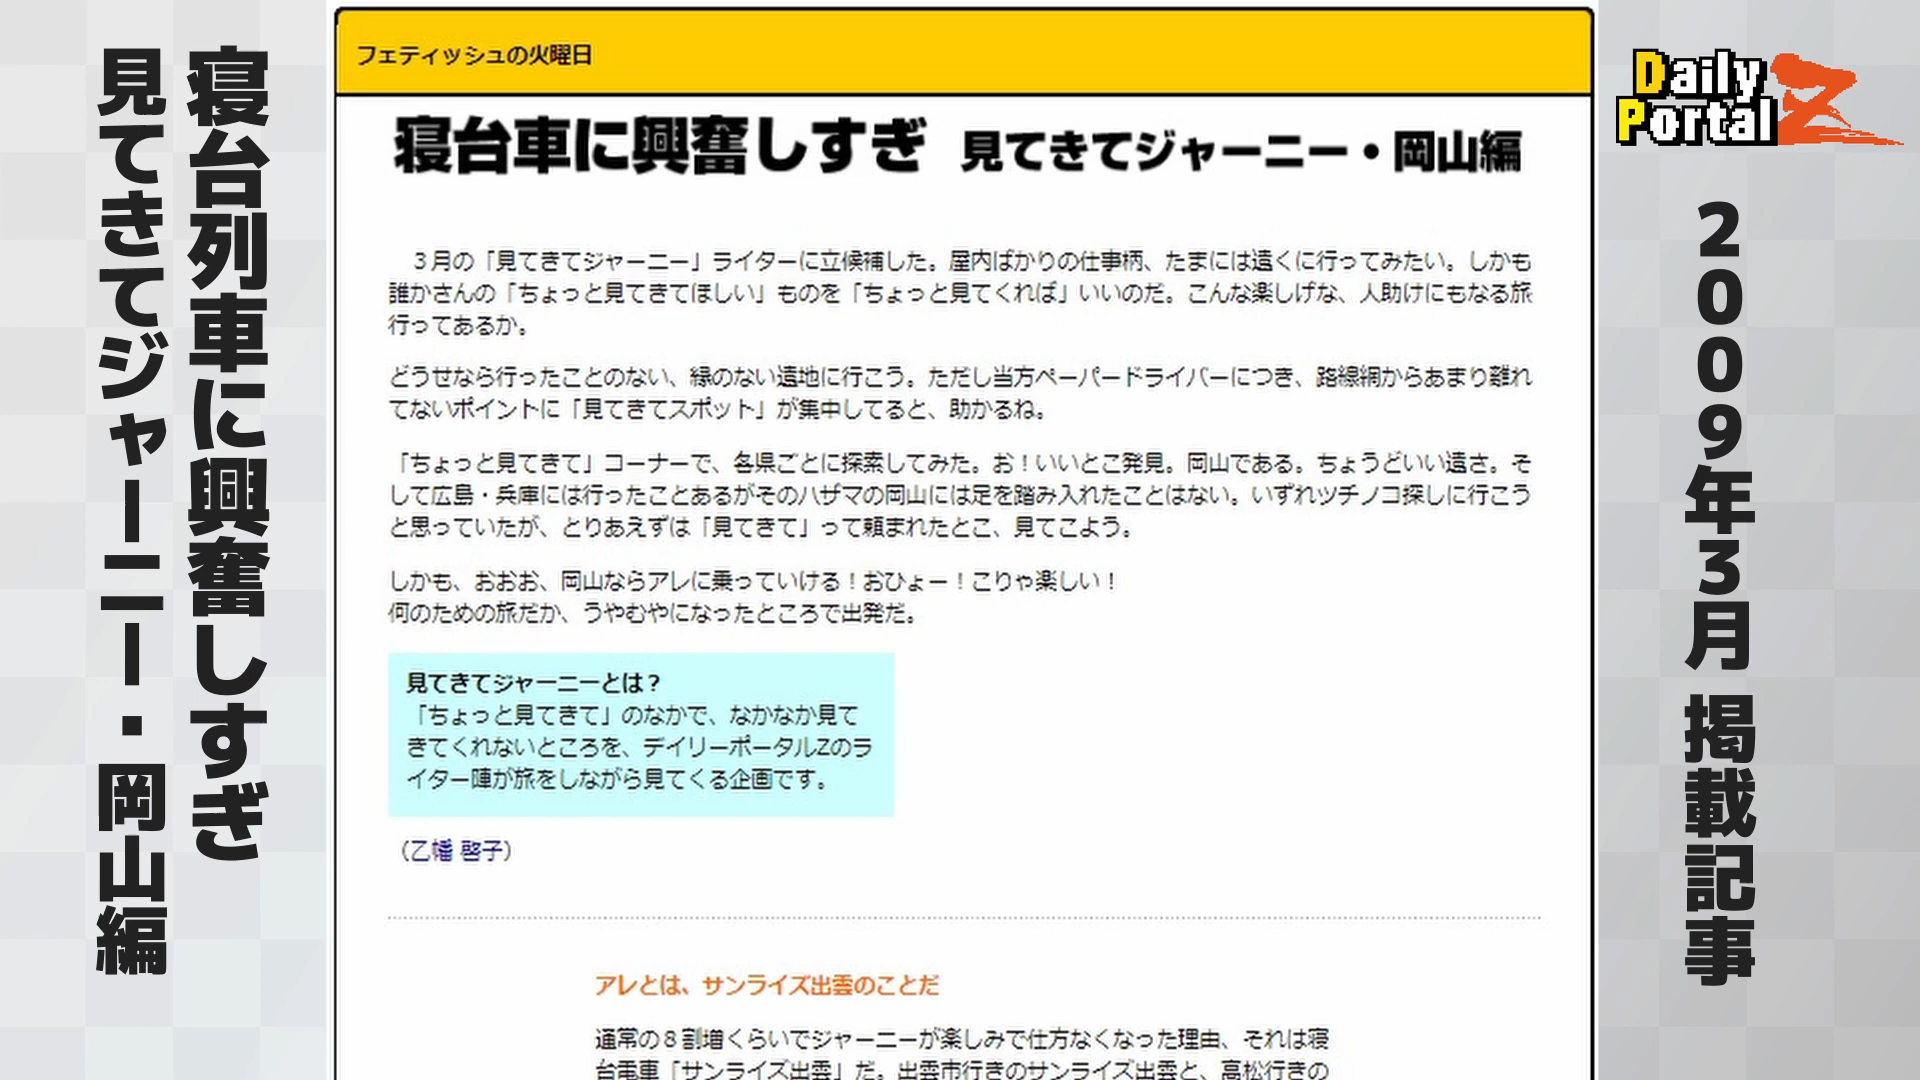 寝台列車に興奮しすぎ
見てきてジャーニー・岡山編
フェティッシュの火曜日
寝台車に興奮しすぎ 見てきてジャーニー・岡山編
３月の「見てきてジャーニー」ライターに立候補した。屋内ばかりの仕事柄、たまには遠くに行ってみたい。しかも
誰かさんの「ちょっと見てきてほしい」ものを「ちょっと見てくれば」いいのだ。こんな楽しげな、人助けにもなる旅
行ってあるか。
どうせなら行ったことのない、縁のない遠地に行こう。ただし当方ペーパードライバーにつき、路線網からあまり離れ
てないポイントに「見てきてスポット」が集中してると、助かるね。
「ちょっと見てきて」コーナーで、各県ごとに探索してみた。お！いいとこ発見。岡山である。ちょうどいい遠さ。そ
して広島・兵庫には行ったことあるがそのハザマの岡山には足を踏み入れたことはない。いずれツチノコ探しに行こう
と思っていたが、とりあえずは「見てきて」って頼まれたとこ、見てこよう。
しかも、おおお、岡山ならアレに乗っていける！おひょー！こりゃ楽しい！
何のための旅だか、うやむやになったところで出発だ。
見てきてジャーニーとは？
「ちょっと見てきて」のなかで、なかなか見て
きてくれないところを、デイリーポータルZのラ
イター陣が旅をしながら見てくる企画です。
（乙幡 啓子）
アレとは、サンライズ出雲のことだ
通常の８割増くらいでジャーニーが楽しみで仕方なくなった理由、それは寝
台電車「サンライズ出雲」だ。出雲市行きのサンライズ出雲と、高松行きの
Daily
Portal Z
2009年3月 掲載記事